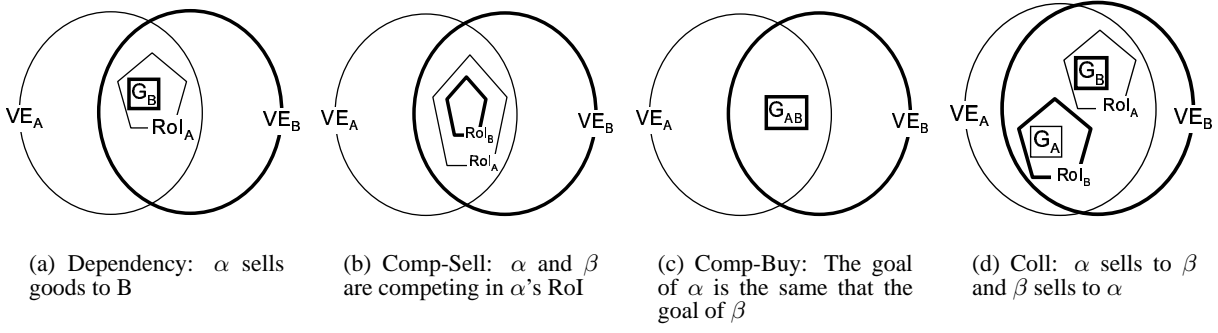 VE_A
G_B
RoI_A
VE_B
VE_A
RoI_B
RoI_A
VE_B
VE_A
G_AB
VE_B
VE_A
G_B
RoI_A
G_A
RoI_B
VE_B
(a) Dependency: α sells
goods to B
(b) Comp-Sell: α and β
are competing in α's RoI
(c) Comp-Buy: The goal
of α is the same that the
goal of β
(d) Coll: α sells to β
and β sells to α